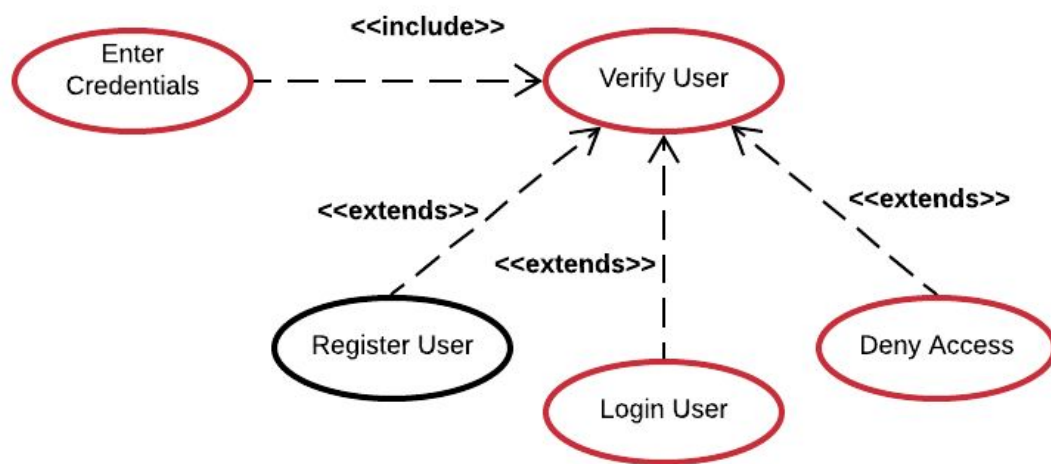 <<include>>
Enter
Credentials
Verify User
<<extends>>
<<extends>>
<<extends>>
Register User
Deny Access
Login User